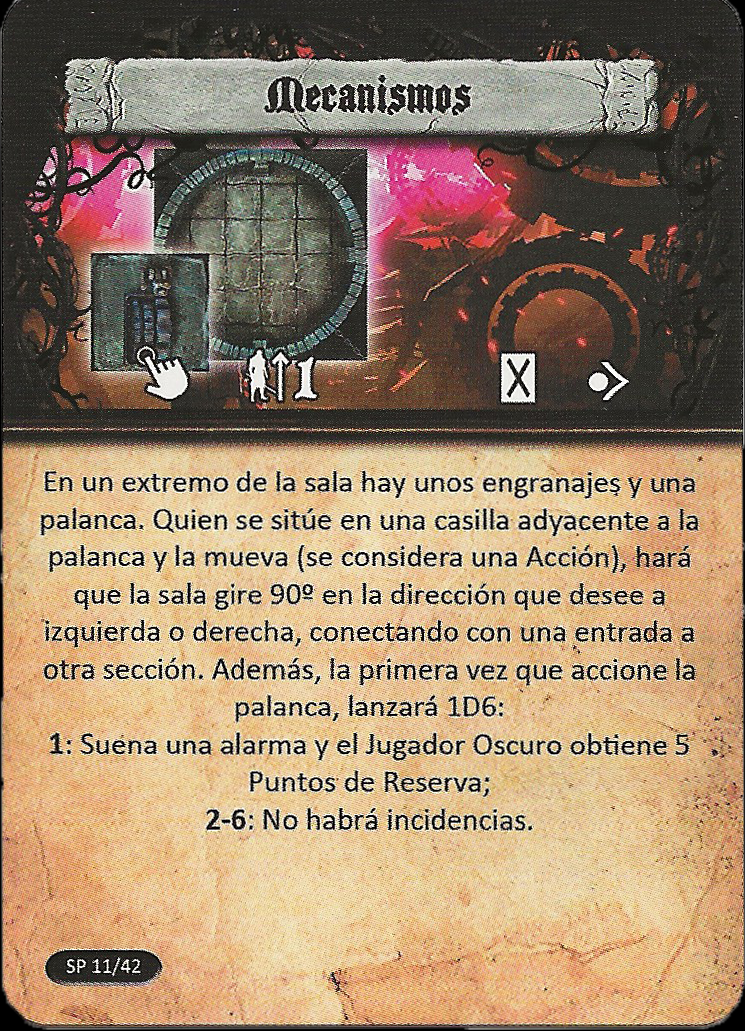 Mecanismos
1
X
En un extremo de la sala hay unos engranajes y una
palanca. Quien se sitúe en una casilla adyacente a la
palanca y la mueva (se considera una Acción), hará
que la sala gire 90º en la dirección que desee a
izquierda o derecha, conectando con una entrada a
otra sección. Además, la primera vez que accione la
palanca, lanzará 1D6:
1: Suena una alarma y el Jugador Oscuro obtiene 5
Puntos de Reserva;
2-6: No habrá incidencias.
SP 11/42